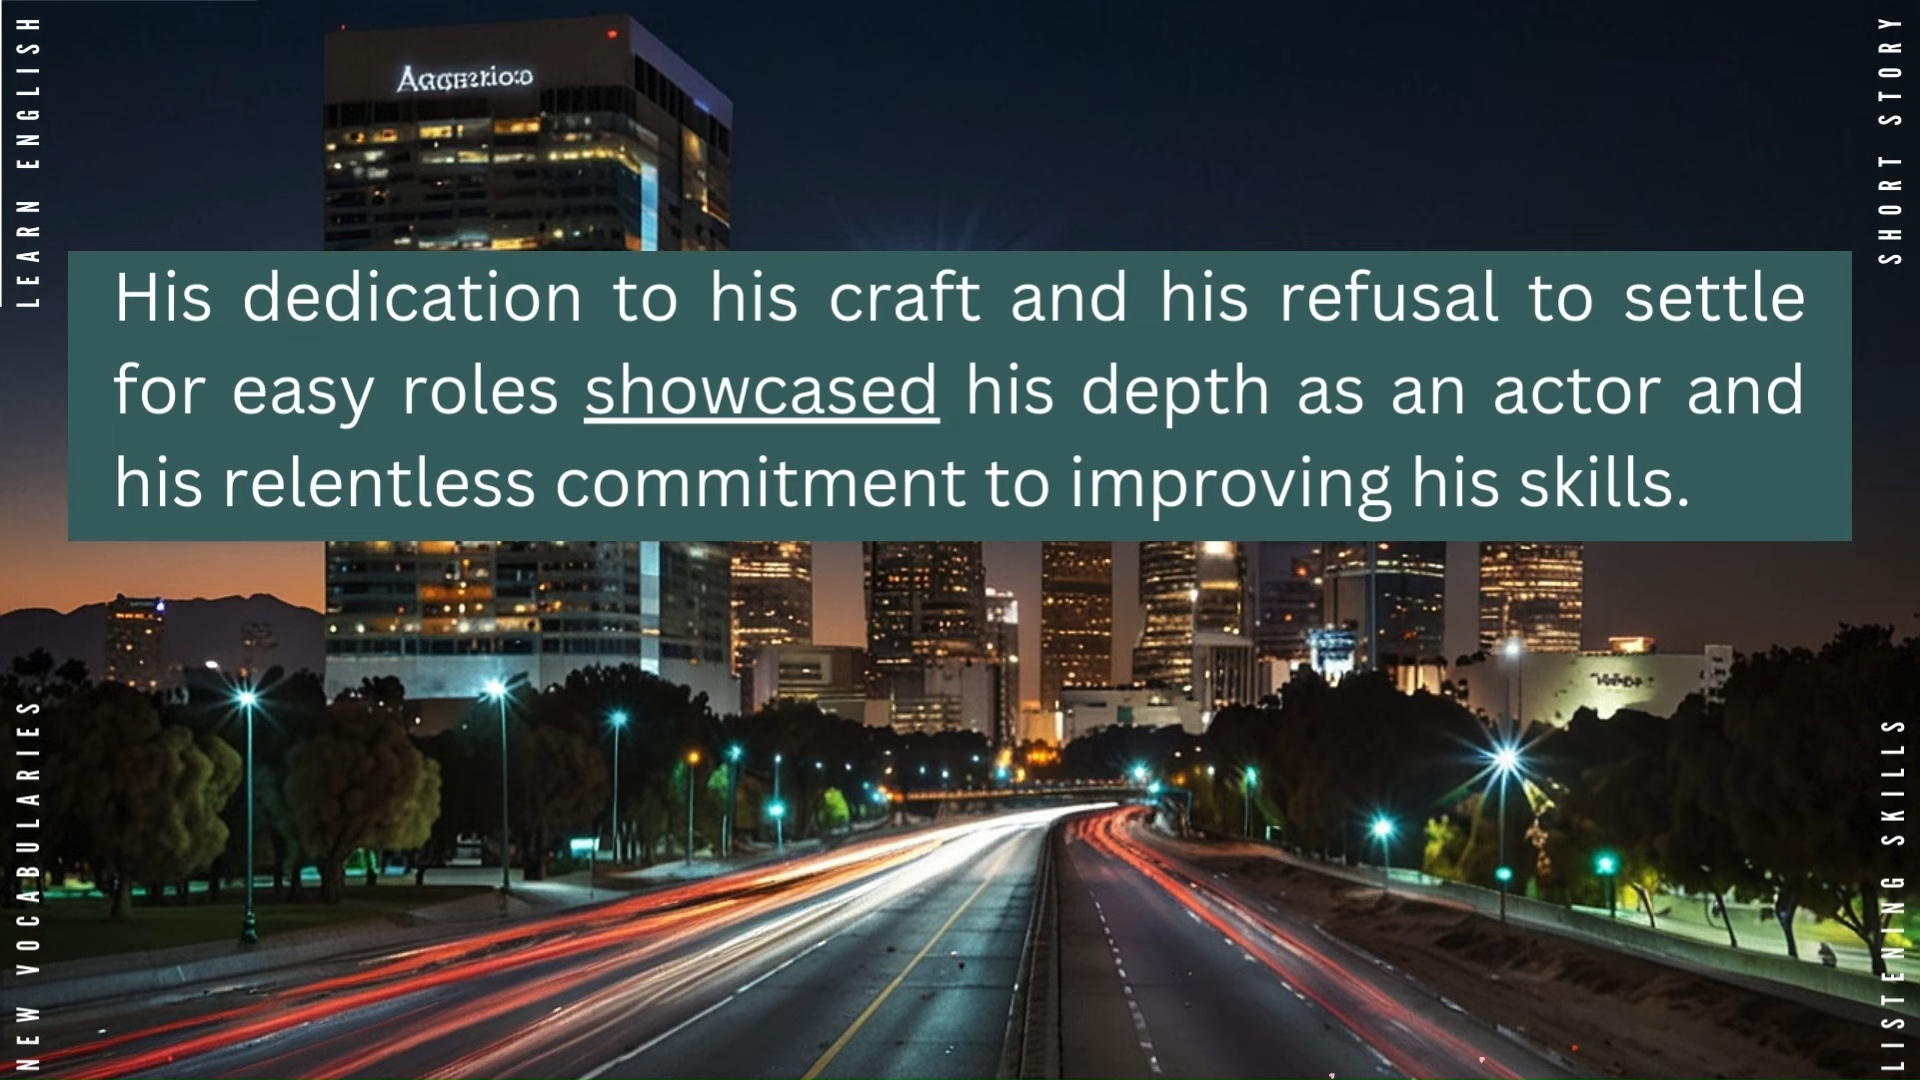 LEARN ENGLISH
SHORT STORY
His dedication to his craft and his refusal to settle
for easy roles showcased his depth as an actor and
his relentless commitment to improving his skills.
NEW VOCABULARIES
LISTENING SKILLS